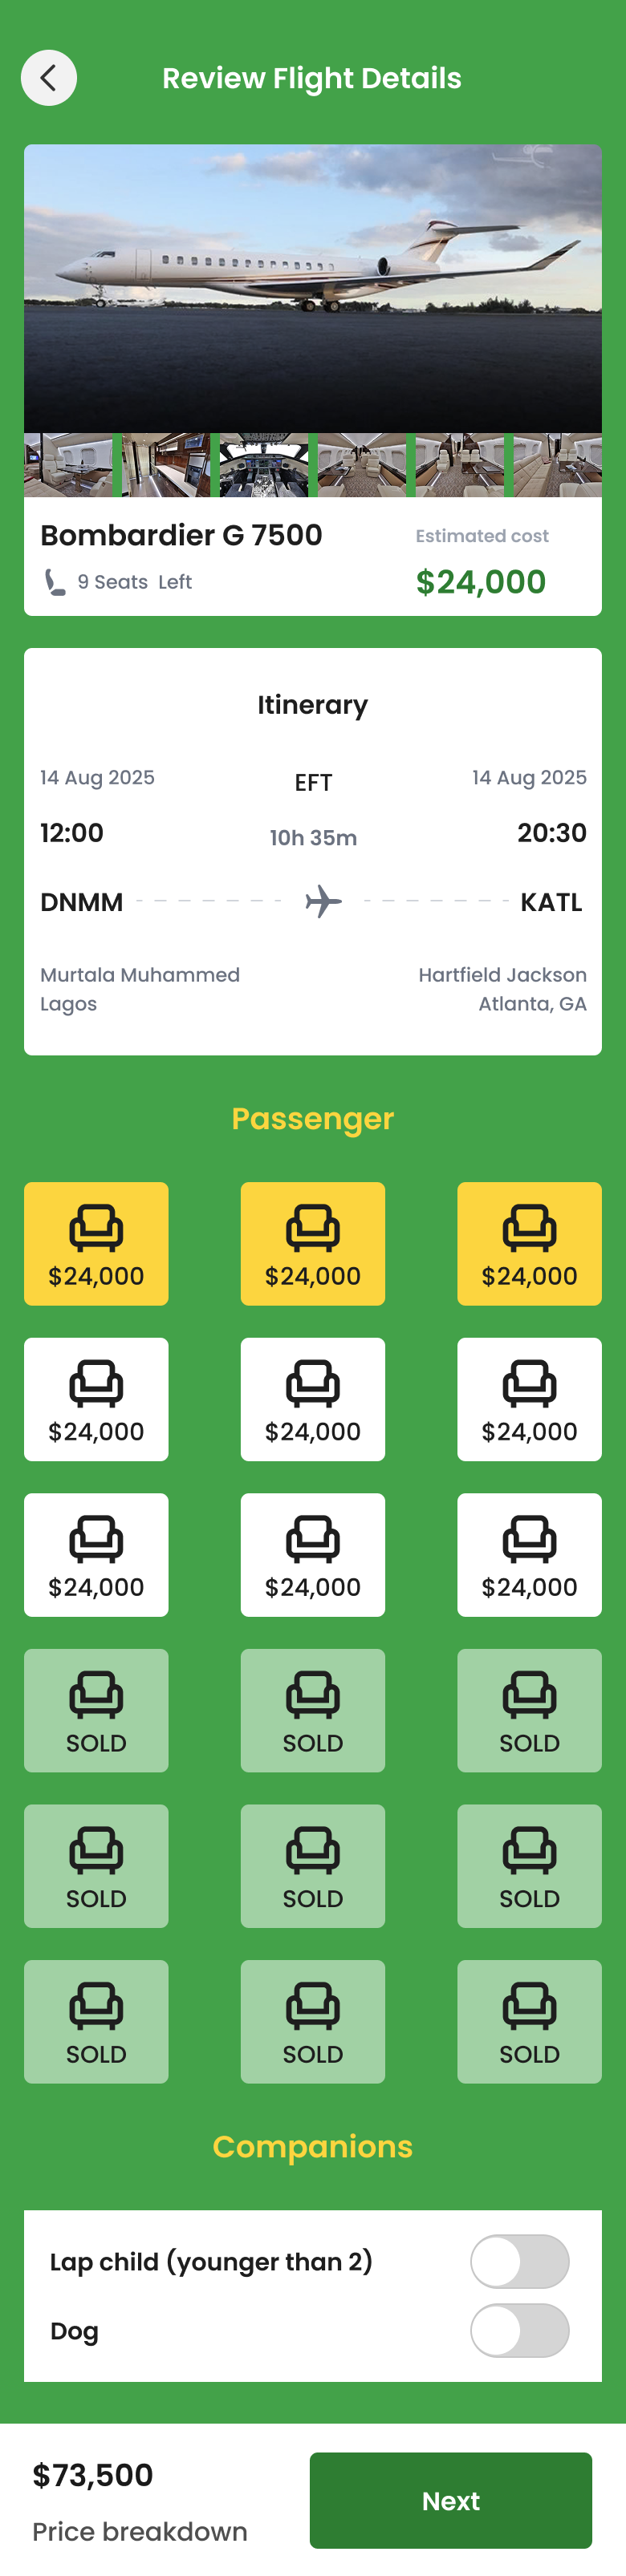 Review Flight Details
Bombardier G 7500
Estimated cost
9 Seats Left
$24,000
Itinerary
14 Aug 2025 EFT 14 Aug 2025
12:00 10h 35m 20:30
DNMM KATL
Murtala Muhammed
Lagos
Hartfield Jackson
Atlanta, GA
Passenger
$24,000 $24,000 $24,000
$24,000 $24,000 $24,000
$24,000 $24,000 $24,000
SOLD SOLD SOLD
SOLD SOLD SOLD
SOLD SOLD SOLD
Companions
Lap child (younger than 2)
Dog
$73,500
Price breakdown
Next